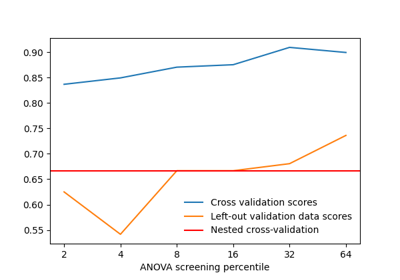 0.90
0.85
0.80
0.75
0.70
0.65
0.60
0.55
Cross validation scores
Left-out validation data scores
Nested cross-validation
2 4 8 16 32 64
ANOVA screening percentile